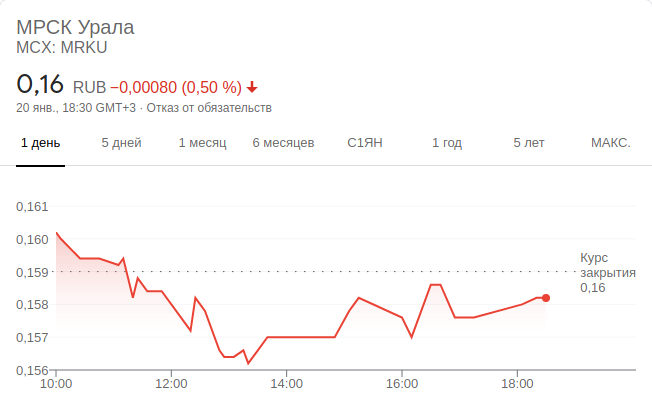 МРСК Урала
MCX: MRKU
0,16 RUB −0,00080 (0,50 %)
20 янв., 18:30 GMT+3 · Отказ от обязательств
1 день 5 дней 1 месяц 6 месяцев С1ЯН 1 год 5 лет МАКС.
0,161
0,160
0,159
0,158
0,157
0,156
Курс
закрытия
0,16
10:00 12:00 14:00 16:00 18:00